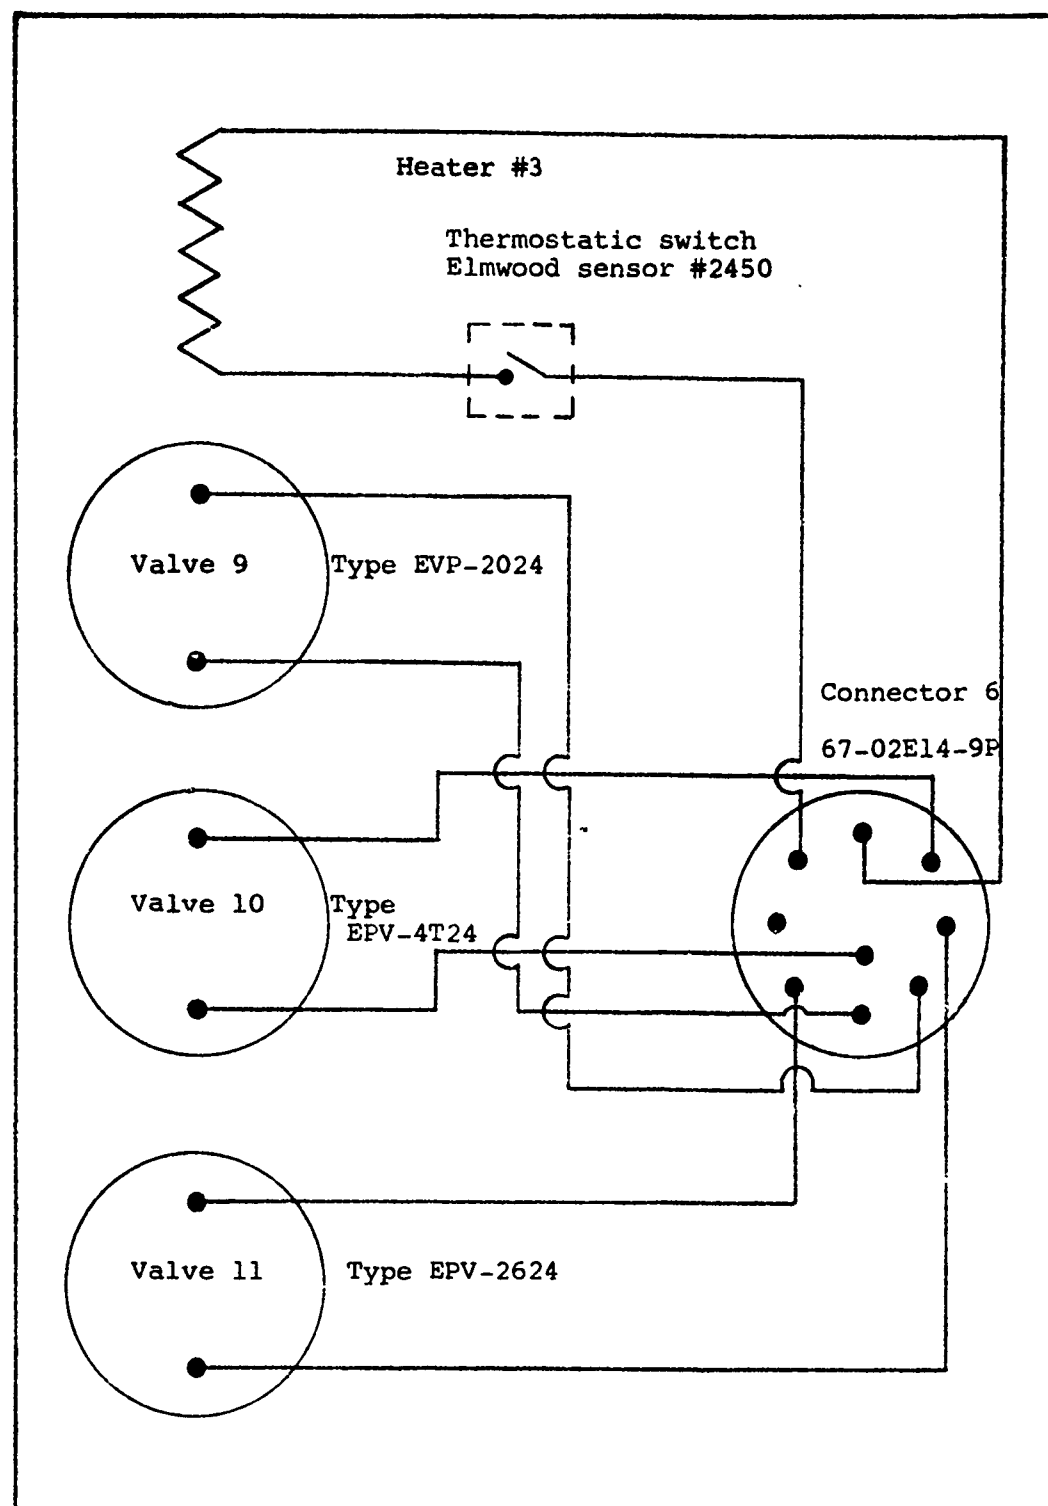 Heater #3
Thermostatic switch
Elmwood sensor #2450
Valve 9
Type EVP-2024
Connector 6
67-02E14-9P
Valve 10
Type
EPV-4T24
Valve 11
Type EPV-2624